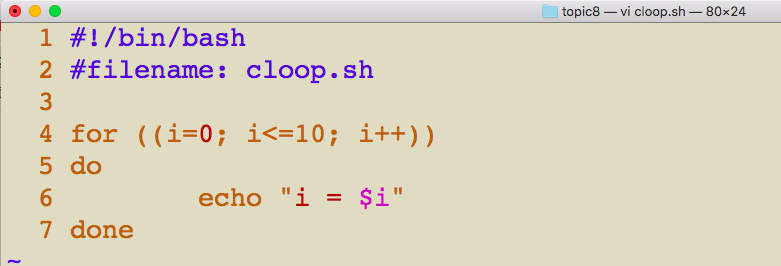 topic8 — vi cloop.sh — 80×24
1 #!/bin/bash
2 #filename: cloop.sh
3
4 for ((i=0; i<=10; i++))
5 do
6         echo "i = $i"
7 done
~